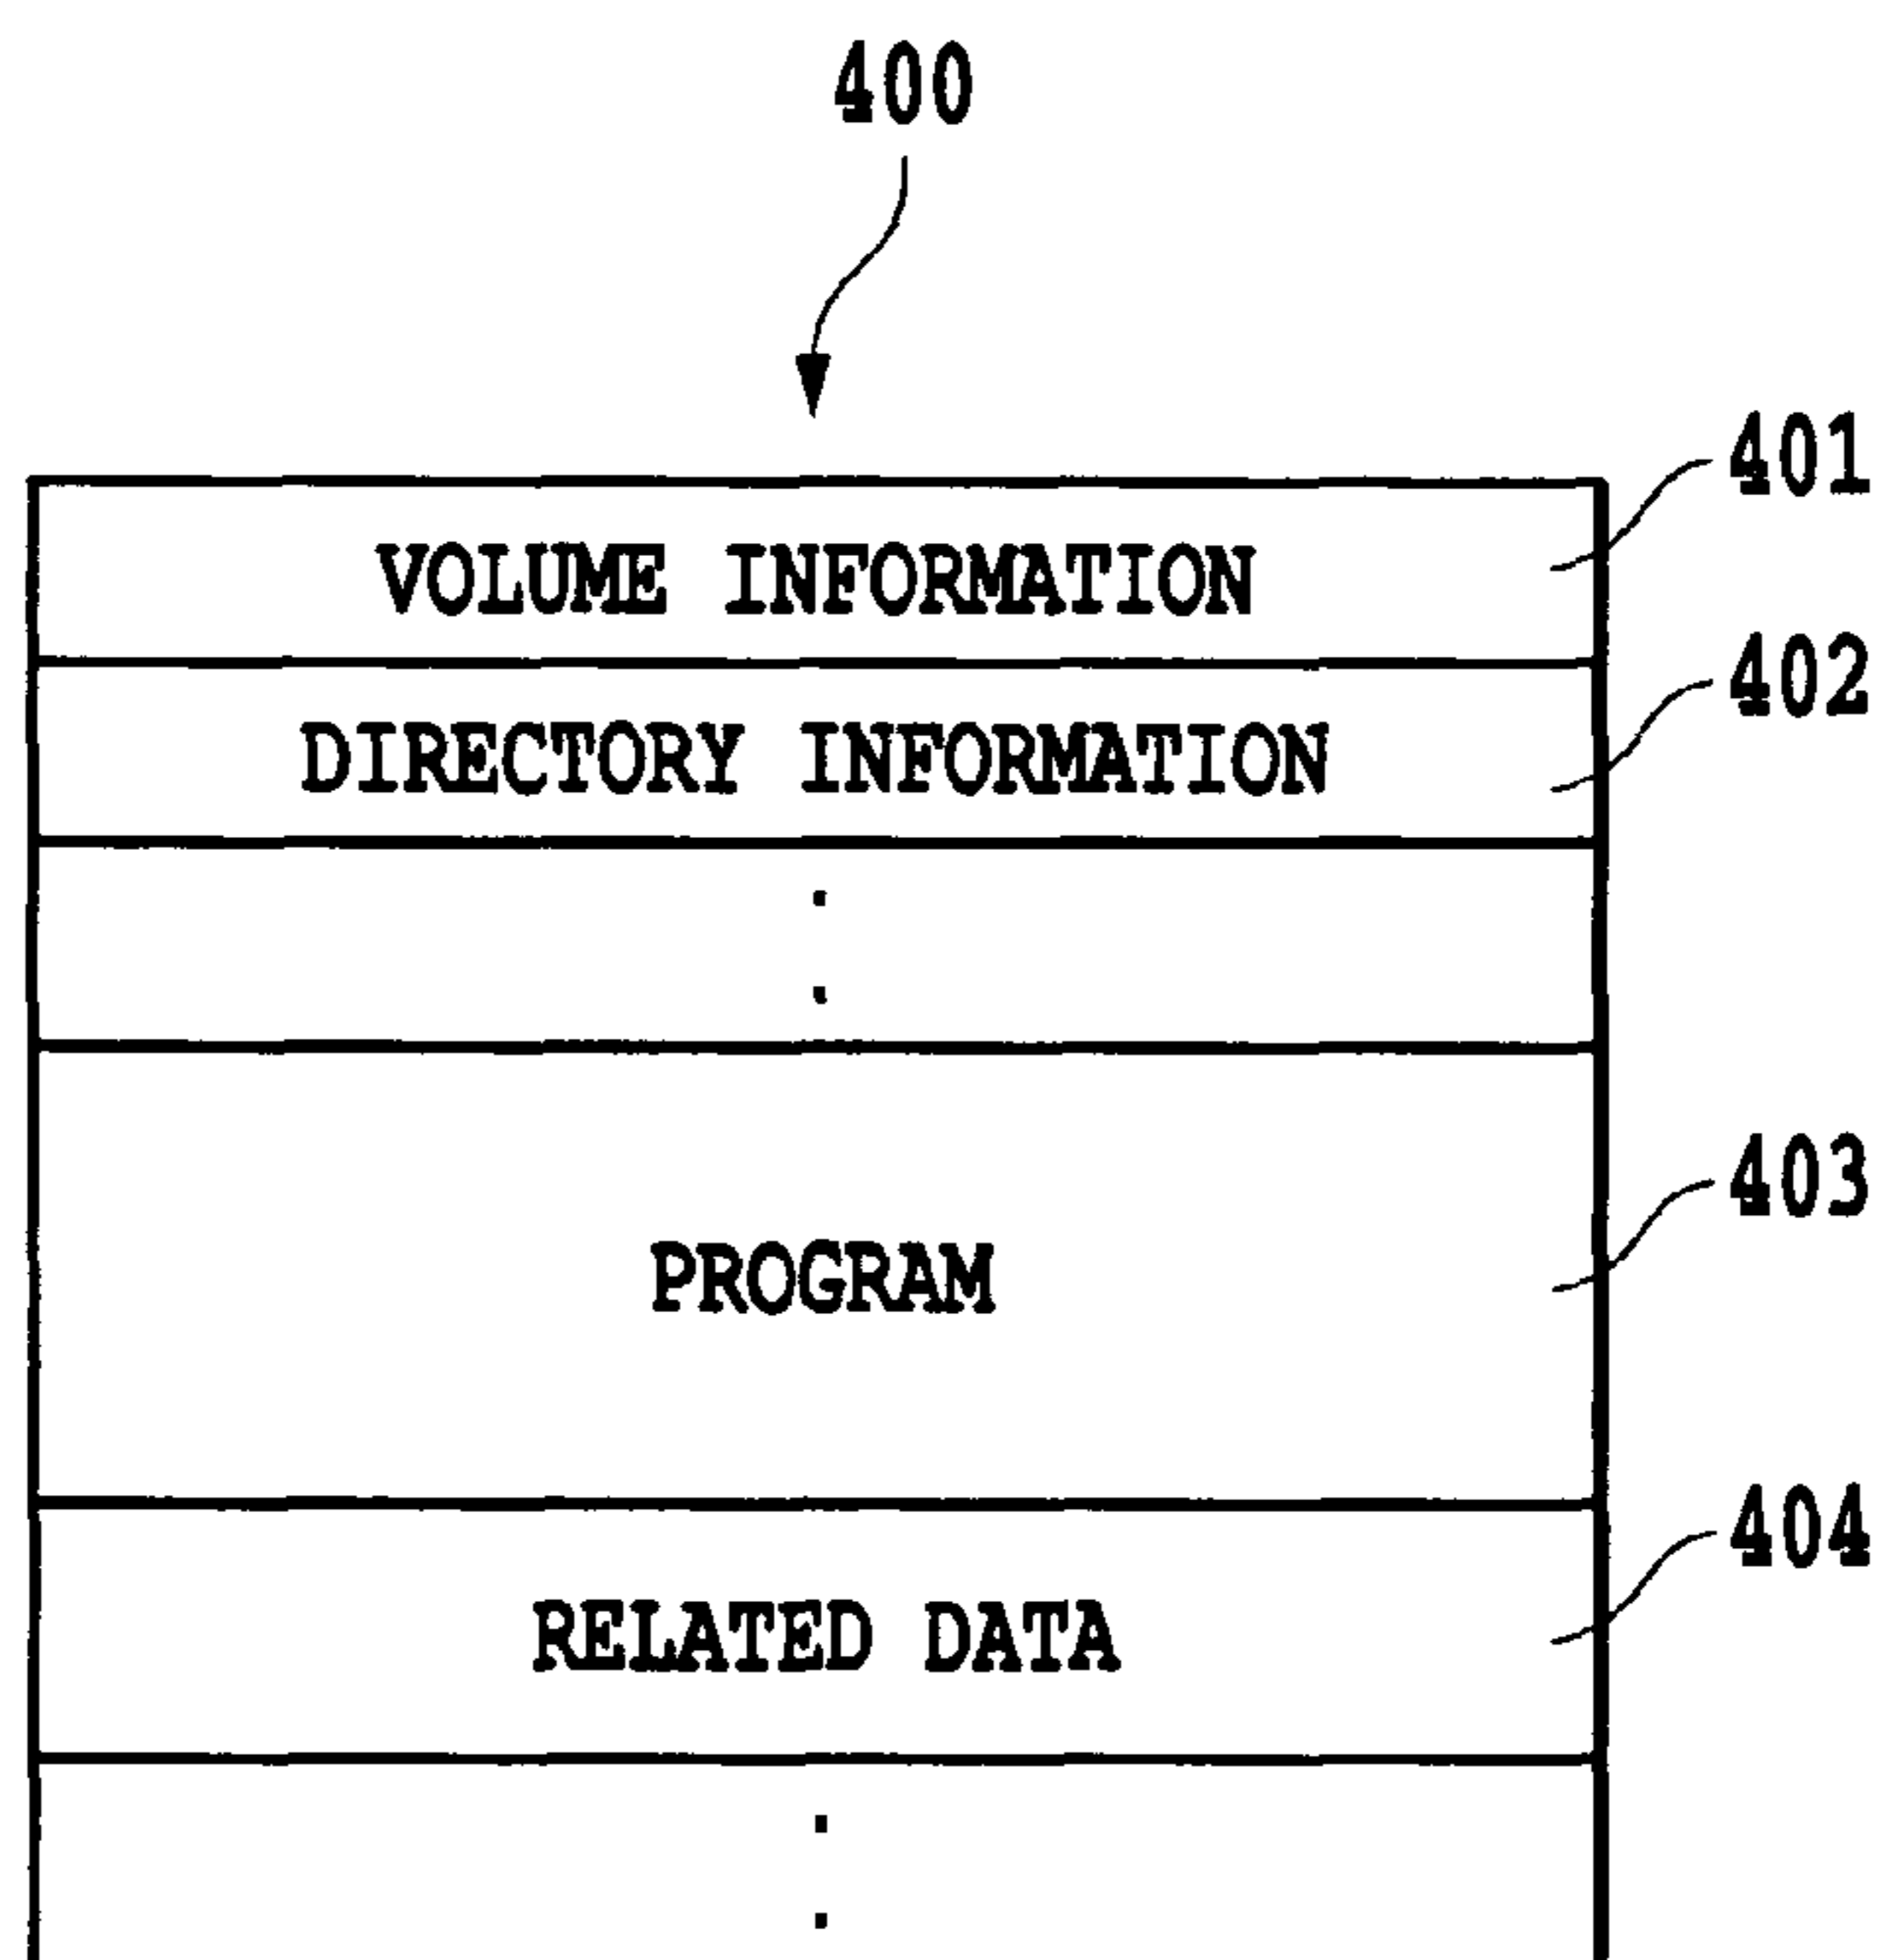 400
401
VOLUME INFORMATION
402
DIRECTORY INFORMATION
403
PROGRAM
404
RELATED DATA